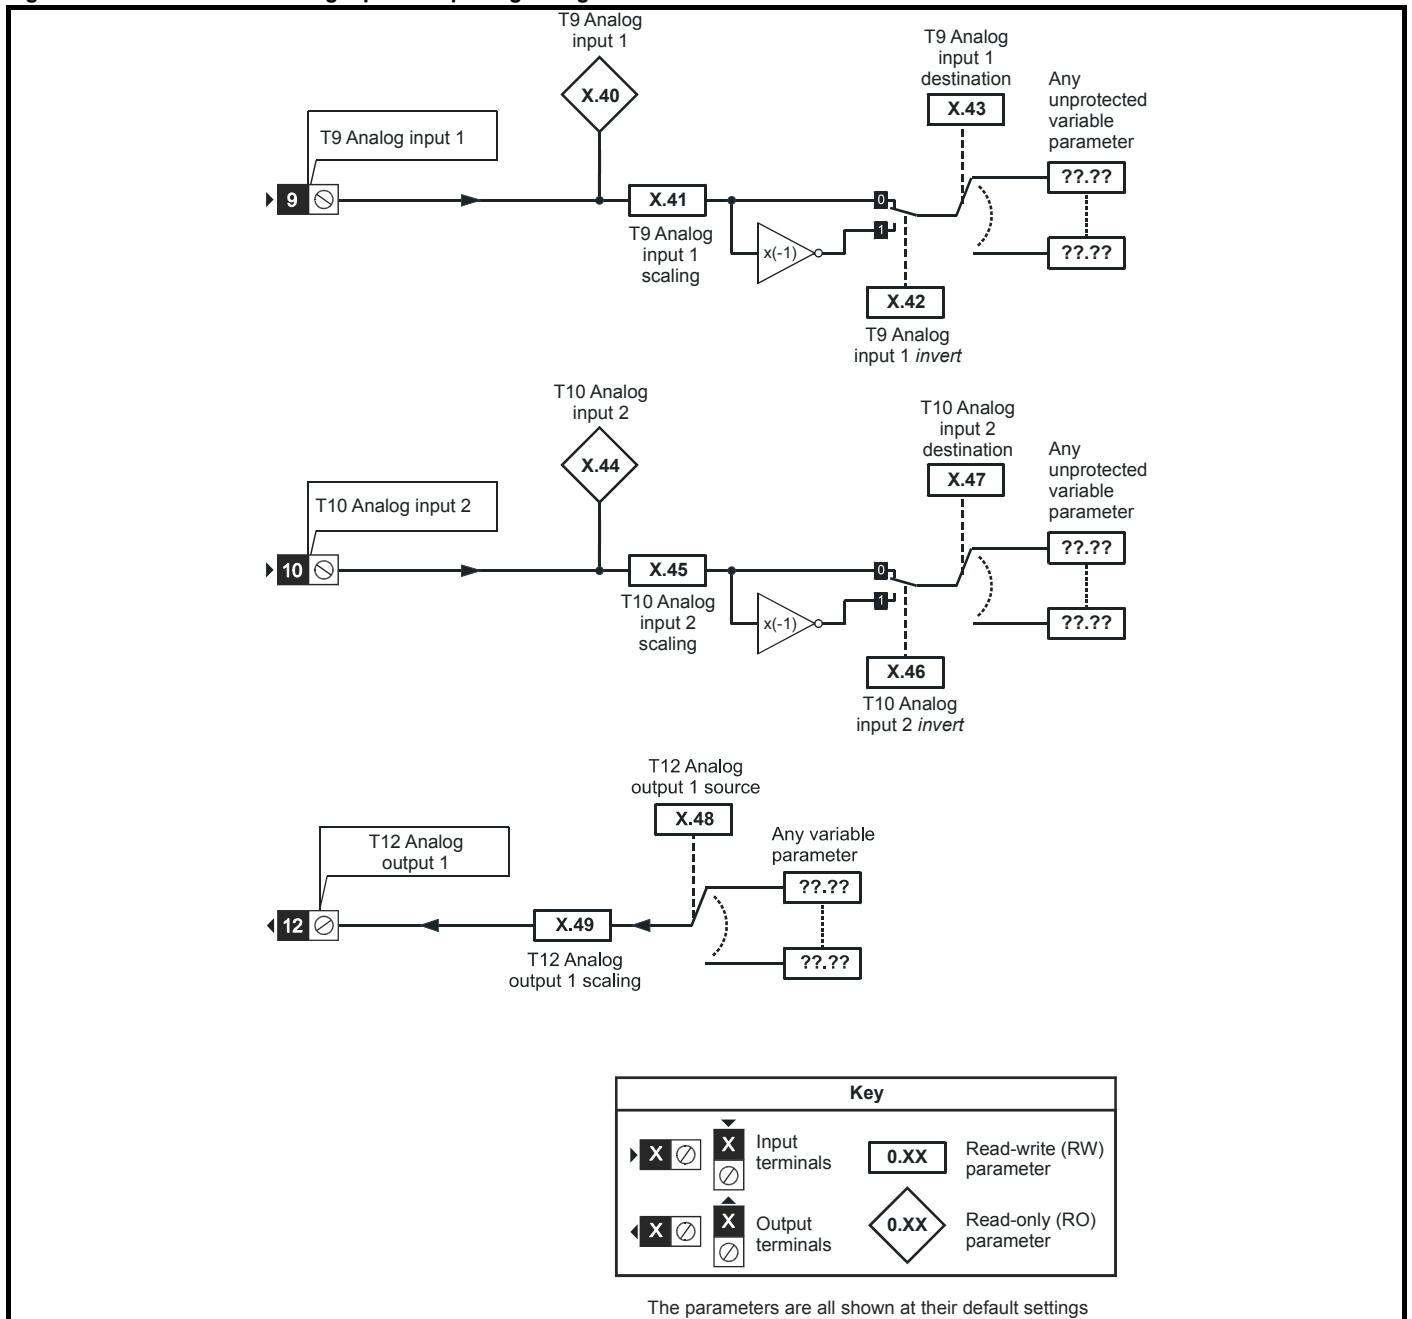 T9 Analog
input 1
X.40
T9 Analog input 1
9
X.41
T9 Analog
input 1
scaling
x(-1)
0
1
X.42
T9 Analog
input 1 invert
T9 Analog
input 1
destination
X.43
Any
unprotected
variable
parameter
??.??
??.??
T10 Analog
input 2
X.44
T10 Analog input 2
10
X.45
T10 Analog
input 2
scaling
x(-1)
0
1
X.46
T10 Analog
input 2 invert
T10 Analog
input 2
destination
X.47
Any
unprotected
variable
parameter
??.??
??.??
T12 Analog
output 1 source
X.48
Any variable
parameter
??.??
??.??
T12 Analog
output 1
12
X.49
T12 Analog
output 1 scaling
Key
X
X
Input
terminals
0.XX
Read-write (RW)
parameter
X
X
Output
terminals
0.XX
Read-only (RO)
parameter
The parameters are all shown at their default settings